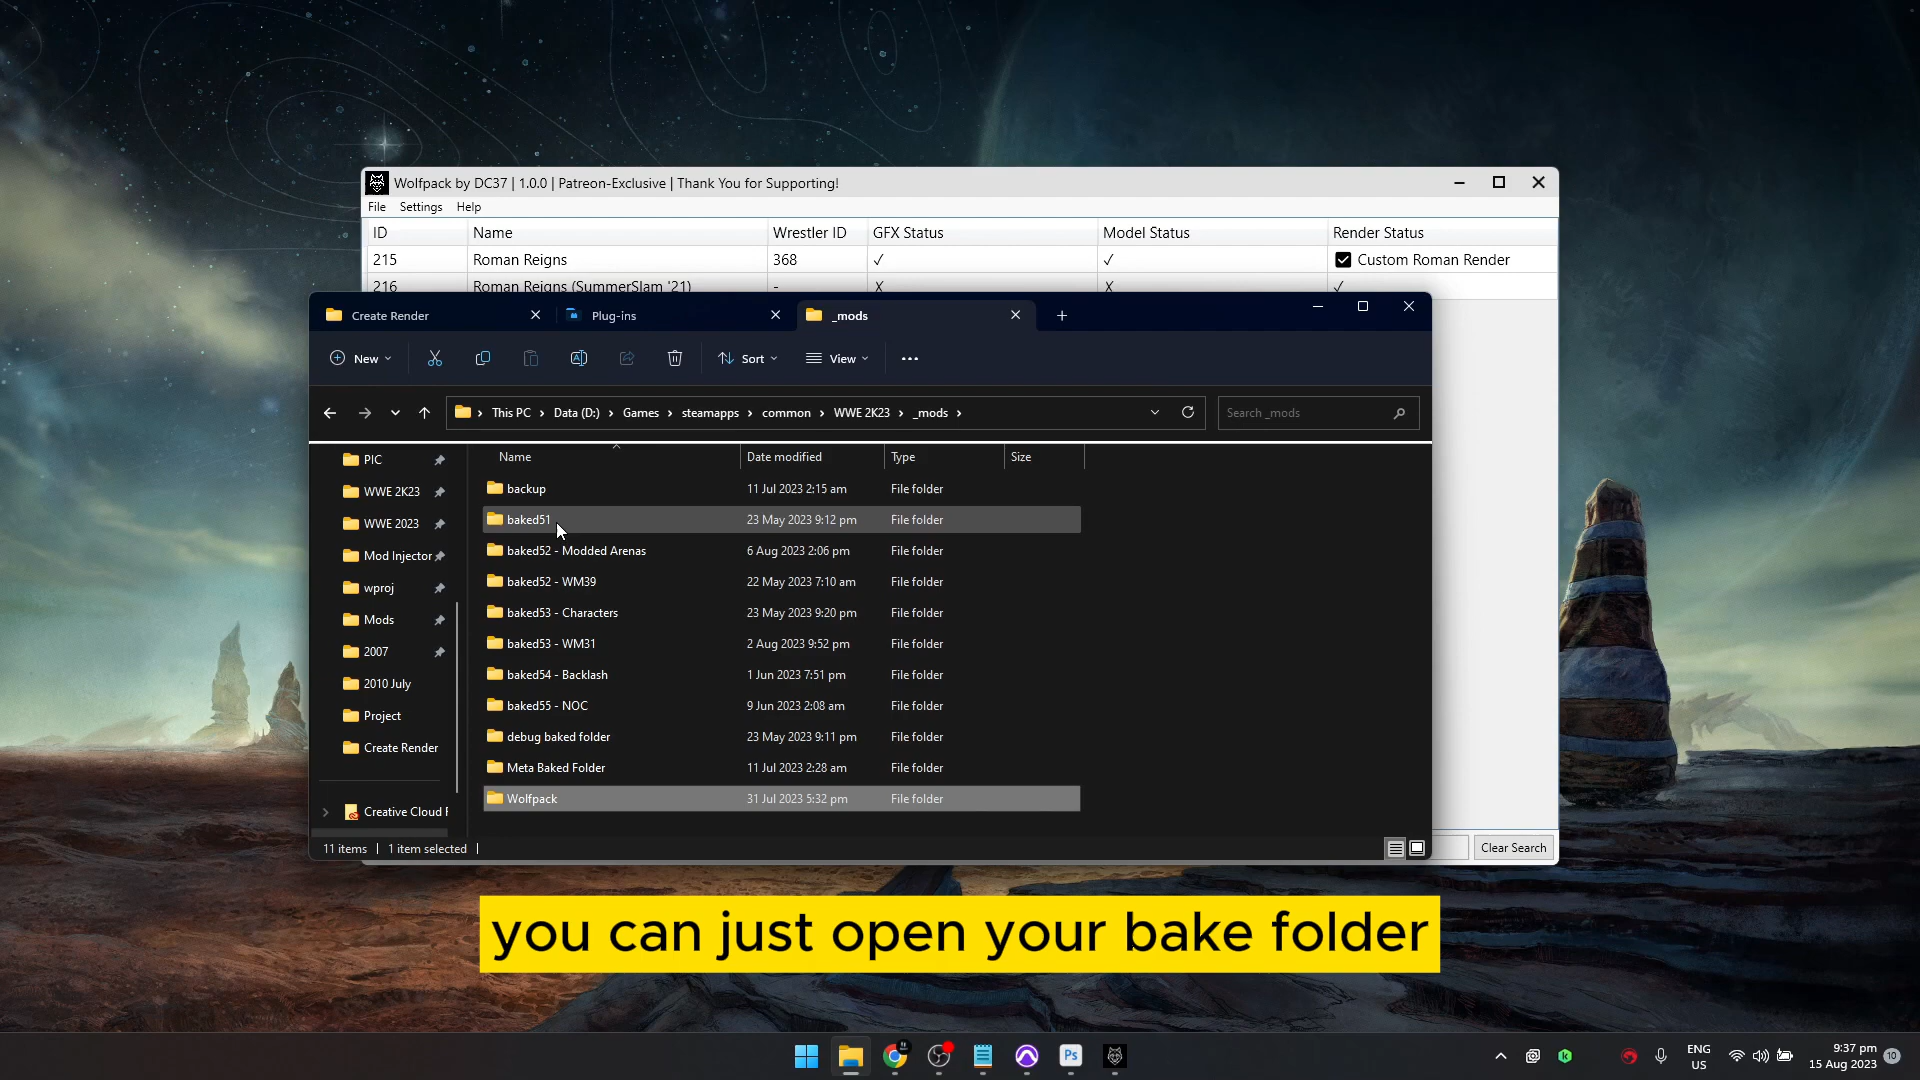 Wolfpack by DC37 | 1.0.0 | Patreon-Exclusive | Thank You for Supporting!
File Settings Help
ID Name Wrestler ID GFX Status Model Status Render Status
215 Roman Reigns 368 ✓ ✓ Custom Roman Render
216 Roman Reigns (SummerSlam '21) - X X ✓
Create Render Plug-ins _mods
New Sort View
This PC > Data (D:) > Games > steamapps > common > WWE 2K23 > _mods > Search _mods
Name Date modified Type Size
PIC
WWE 2K23
WWE 2023
Mod Injector
wproj
Mods
2007
2010 July
Project
Create Render
Creative Cloud F
backup 11 Jul 2023 2:15 am File folder
baked51 23 May 2023 9:12 pm File folder
baked52 - Modded Arenas 6 Aug 2023 2:06 pm File folder
baked52 - WM39 22 May 2023 7:10 am File folder
baked53 - Characters 23 May 2023 9:20 pm File folder
baked53 - WM31 2 Aug 2023 9:52 pm File folder
baked54 - Backlash 1 Jun 2023 7:51 pm File folder
baked55 - NOC 9 Jun 2023 2:08 am File folder
debug baked folder 23 May 2023 9:11 pm File folder
Meta Baked Folder 11 Jul 2023 2:28 am File folder
Wolfpack 31 Jul 2023 5:32 pm File folder
11 items | 1 item selected |
Clear Search
you can just open your bake folder
Ps
ENG
US
9:37 pm
15 Aug 2023
10